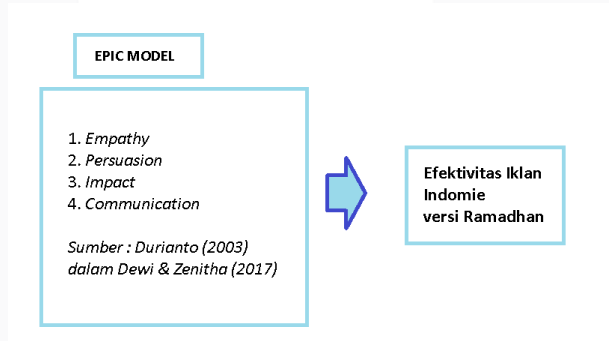 EPIC MODEL
1. Empathy
2. Persuasion
3. Impact
4. Communication
Sumber : Durianto (2003)
dalam Dewi & Zenitha (2017)
Efektivitas Iklan
Indomie
versi Ramadhan